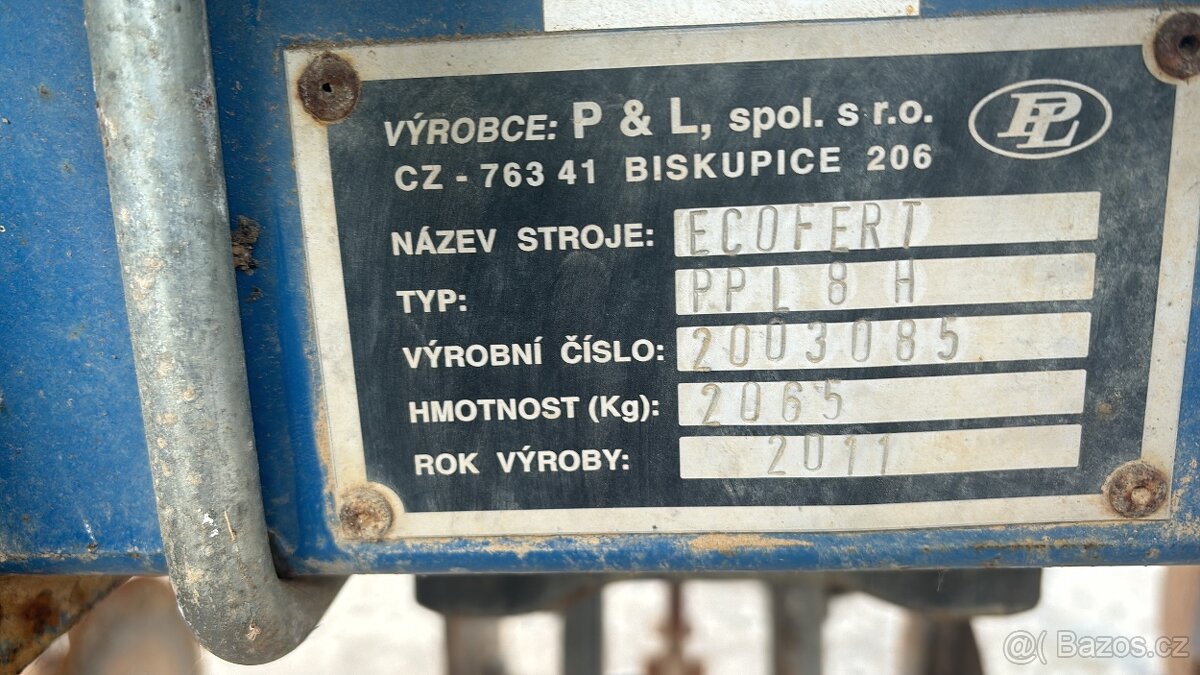 VÝROBCE: P & L, spol. s r.o.
PL
CZ - 763 41 BISKUPICE 206
NÁZEV STROJE: ECOFERT
TYP: PPL 8 H
VÝROBNÍ ČÍSLO: 2003085
HMOTNOST (Kg): 2065
ROK VÝROBY: 2011
@( Bazos.cz